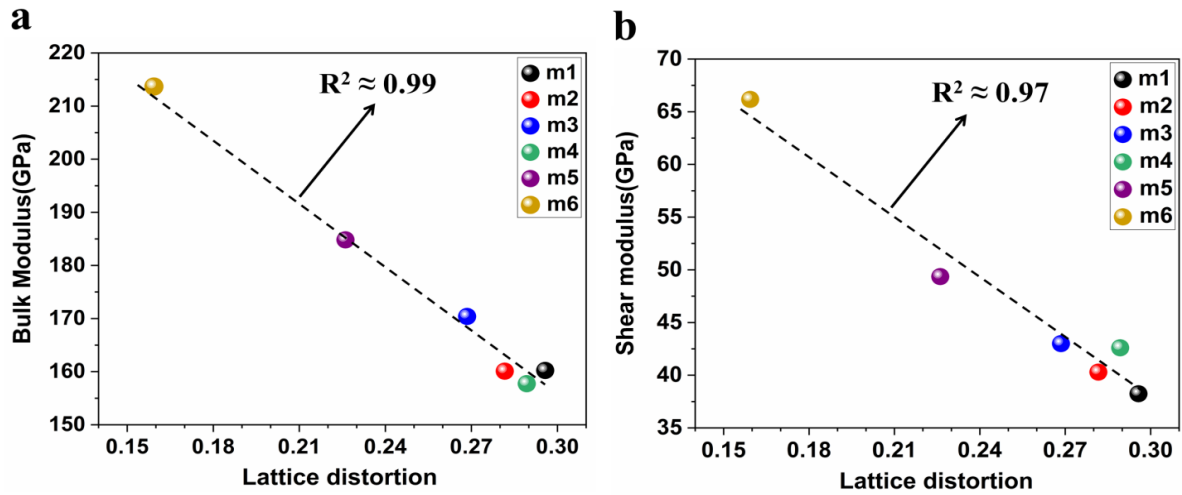 a
Bulk Modulus(GPa)
220
210
200
190
180
170
160
150
R² ≈ 0.99
m1
m2
m3
m4
m5
m6
0.15
0.18
0.21
0.24
0.27
0.30
Lattice distortion
b
Shear modulus(GPa)
70
65
60
55
50
45
40
35
R² ≈ 0.97
m1
m2
m3
m4
m5
m6
0.15
0.18
0.21
0.24
0.27
0.30
Lattice distortion